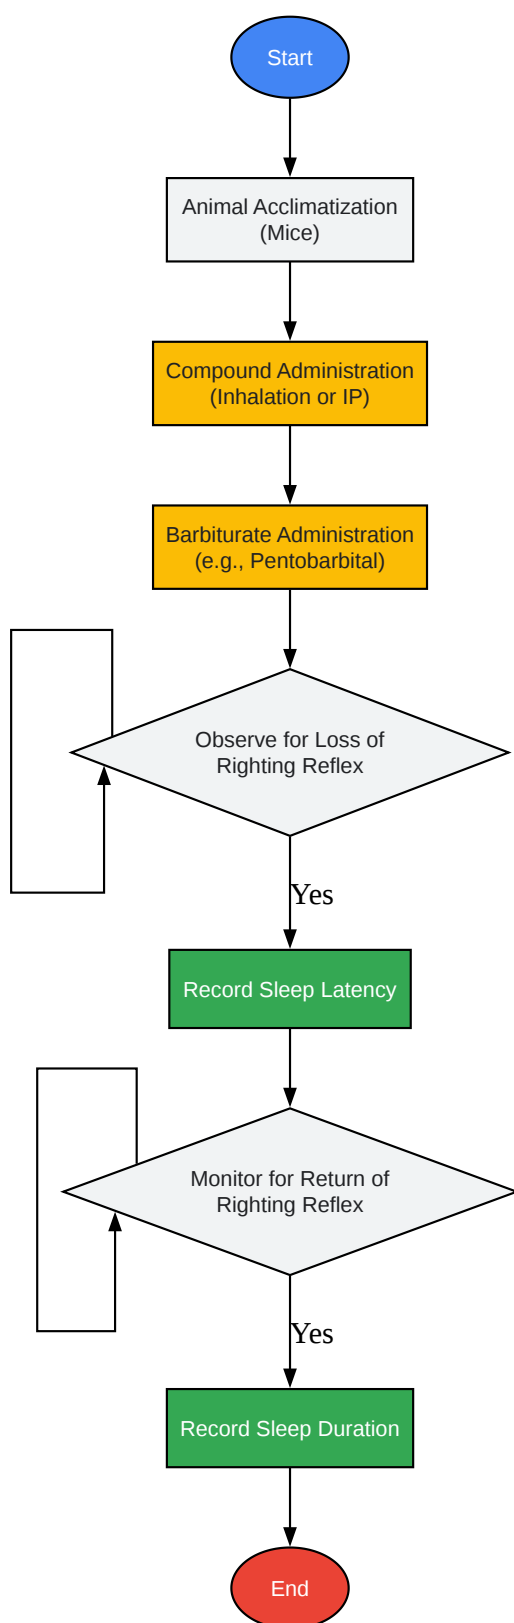 Start
Animal Acclimatization
(Mice)
Compound Administration
(Inhalation or IP)
Barbiturate Administration
(e.g., Pentobarbital)
Observe for Loss of
Righting Reflex
Yes
Record Sleep Latency
Monitor for Return of
Righting Reflex
Yes
Record Sleep Duration
End